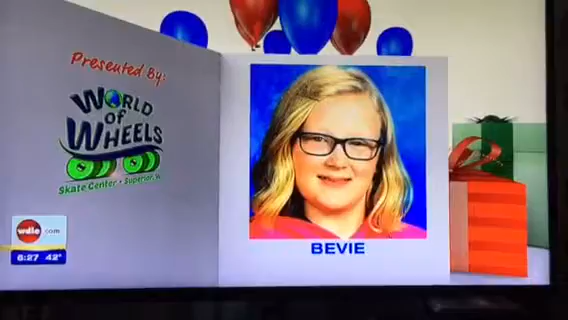 Presented By:
WORLD
of
WHEELS
Skate Center • Superior, WI
wdio.com
6:27 42°
BEVIE